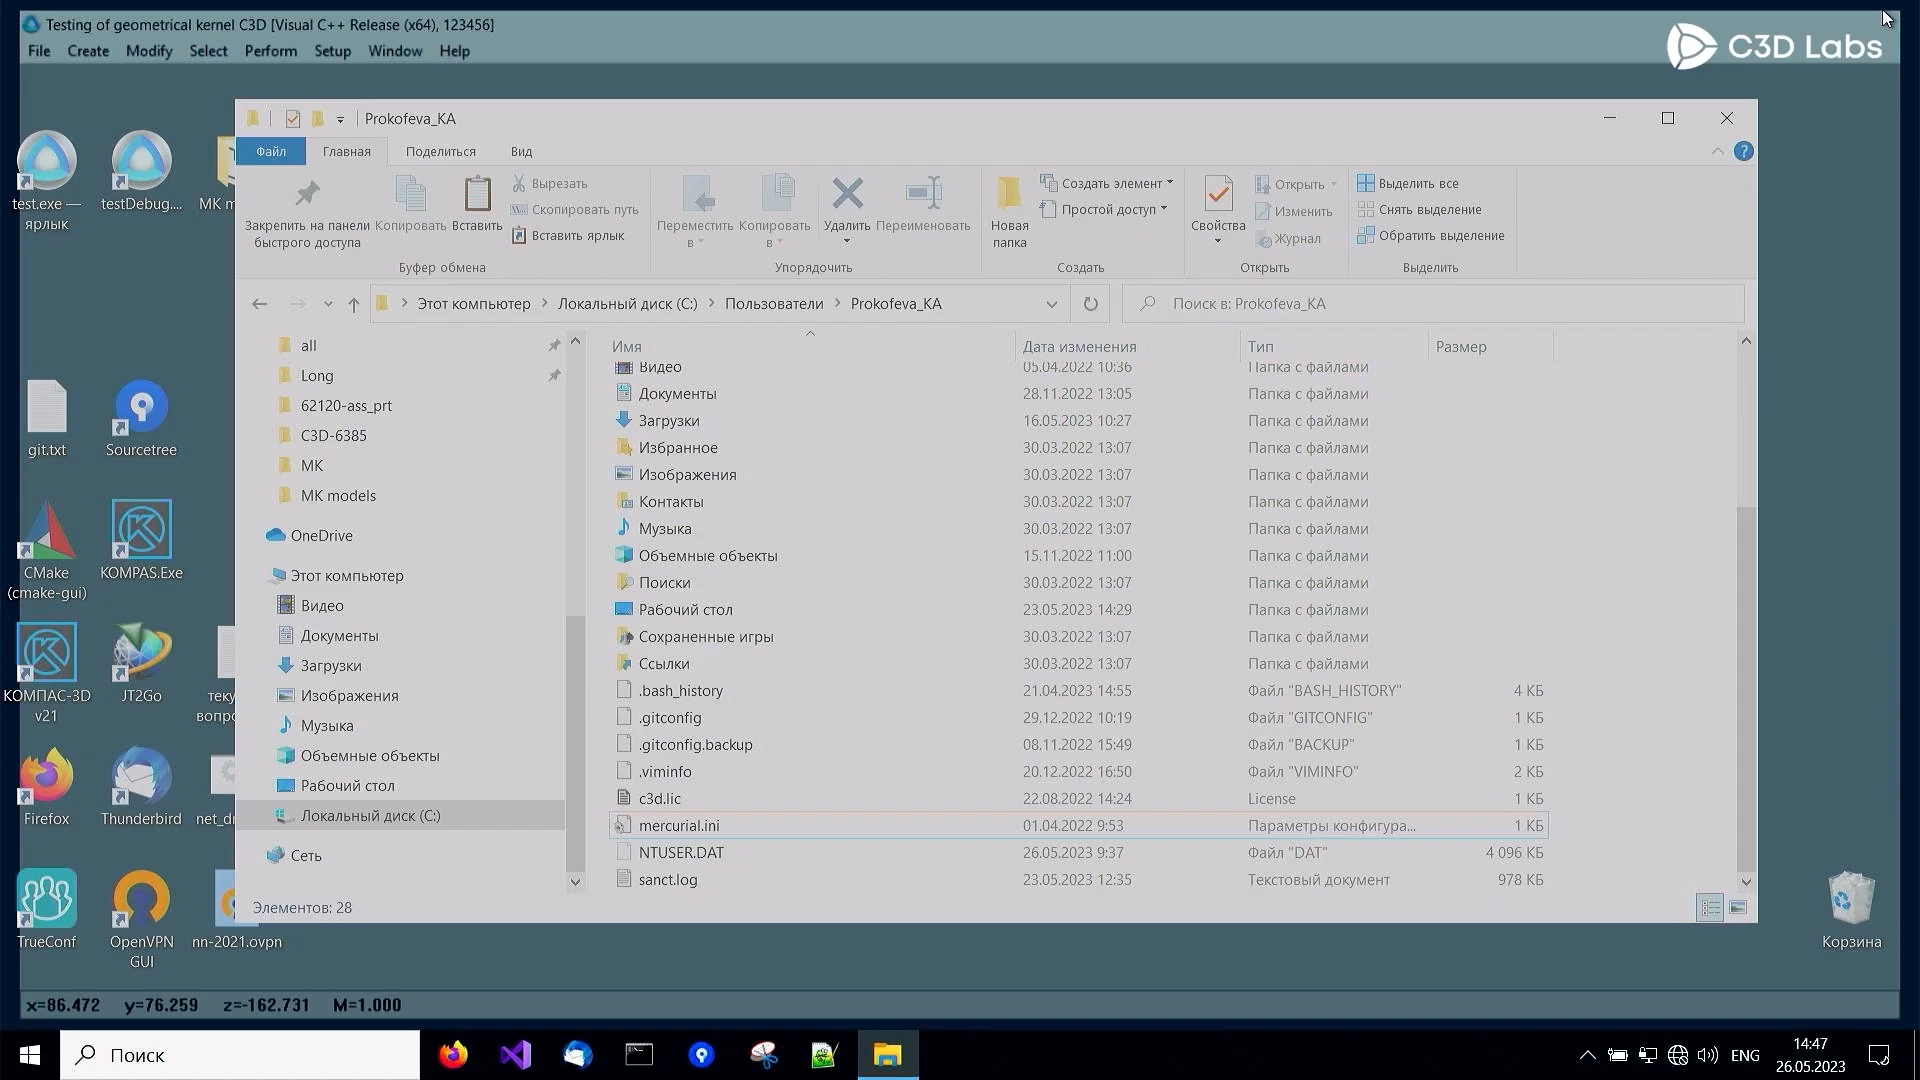 Testing of geometrical kernel C3D [Visual C++ Release (x64), 123456]
File Create Modify Select Perform Setup Window Help
C3D Labs
Prokofeva_KA
Файл Главная Поделиться Вид
Закрепить на панели быстрого доступа
Копировать
Вставить
Вырезать
Скопировать путь
Вставить ярлык
Буфер обмена
Переместить в
Копировать в
Удалить
Переименовать
Упорядочить
Новая папка
Создать элемент
Простой доступ
Создать
Свойства
Открыть
Изменить
Журнал
Открыть
Выделить все
Снять выделение
Обратить выделение
Выделить
Этот компьютер Локальный диск (C:) Пользователи Prokofeva_KA
Поиск в: Prokofeva_KA
all
Long
62120-ass_prt
C3D-6385
MK
MK models
OneDrive
Этот компьютер
Видео
Документы
Загрузки
Изображения
Музыка
Объемные объекты
Рабочий стол
Локальный диск (C:)
Сеть
Имя Дата изменения Тип Размер
Видео 05.04.2022 10:36 Папка с файлами
Документы 28.11.2022 13:05 Папка с файлами
Загрузки 16.05.2023 10:27 Папка с файлами
Избранное 30.03.2022 13:07 Папка с файлами
Изображения 30.03.2022 13:07 Папка с файлами
Контакты 30.03.2022 13:07 Папка с файлами
Музыка 30.03.2022 13:07 Папка с файлами
Объемные объекты 15.11.2022 11:00 Папка с файлами
Поиски 30.03.2022 13:07 Папка с файлами
Рабочий стол 23.05.2023 14:29 Папка с файлами
Сохраненные игры 30.03.2022 13:07 Папка с файлами
Ссылки 30.03.2022 13:07 Папка с файлами
.bash_history 21.04.2023 14:55 Файл "BASH_HISTORY" 4 КБ
.gitconfig 29.12.2022 10:19 Файл "GITCONFIG" 1 КБ
.gitconfig.backup 08.11.2022 15:49 Файл "BACKUP" 1 КБ
.viminfo 20.12.2022 16:50 Файл "VIMINFO" 2 КБ
c3d.lic 22.08.2022 14:24 License 1 КБ
mercurial.ini 01.04.2022 9:53 Параметры конфигура... 1 КБ
NTUSER.DAT 26.05.2023 9:37 Файл "DAT" 4 096 КБ
sanct.log 23.05.2023 12:35 Текстовый документ 978 КБ
Элементов: 28
test.exe — ярлык
testDebug....
MK m
git.txt
Sourcetree
CMake (cmake-gui)
KOMPAS.Exe
КОМПАС-3D v21
JT2Go
теку
вопро
Firefox
Thunderbird
net_dr
TrueConf
OpenVPN GUI
nn-2021.ovpn
Корзина
x=86.472 y=76.259 z=-162.731 M=1.000
Поиск
ENG
14:47
26.05.2023